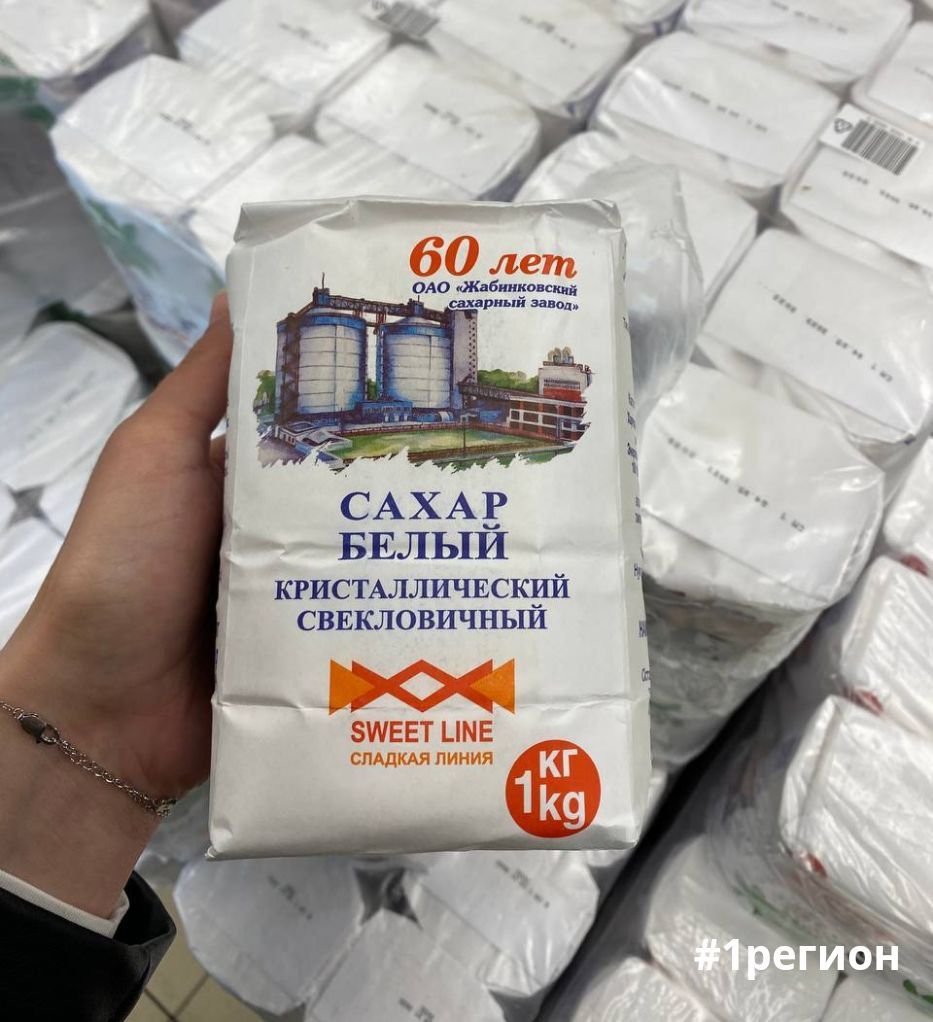 60 лет
ОАО «Жабинковский
сахарный завод»
САХАР
БЕЛЫЙ
КРИСТАЛЛИЧЕСКИЙ
СВЕКЛОВИЧНЫЙ
SWEET LINE
СЛАДКАЯ ЛИНИЯ
1 кг
kg
#1регион